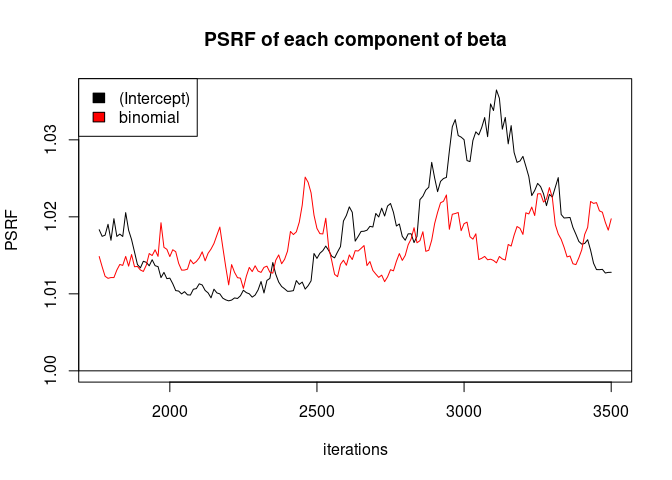 PSRF of each component of beta
(Intercept)
binomial
PSRF
1.03
1.02
1.01
1.00
2000 2500 3000 3500
iterations